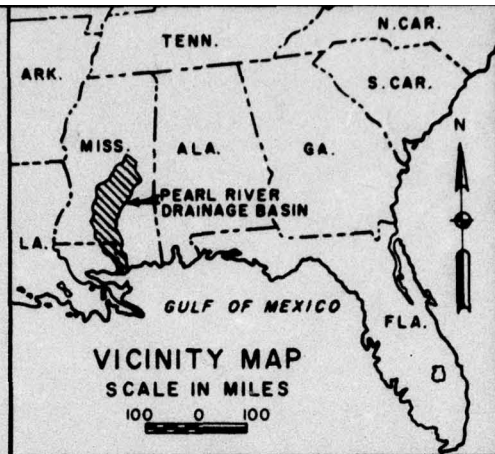 N. CAR.
TENN.
ARK.
S. CAR.
MISS.
ALA.
GA.
N
PEARL RIVER
DRAINAGE BASIN
LA.
GULF OF MEXICO
FLA.
VICINITY MAP
SCALE IN MILES
100 0 100